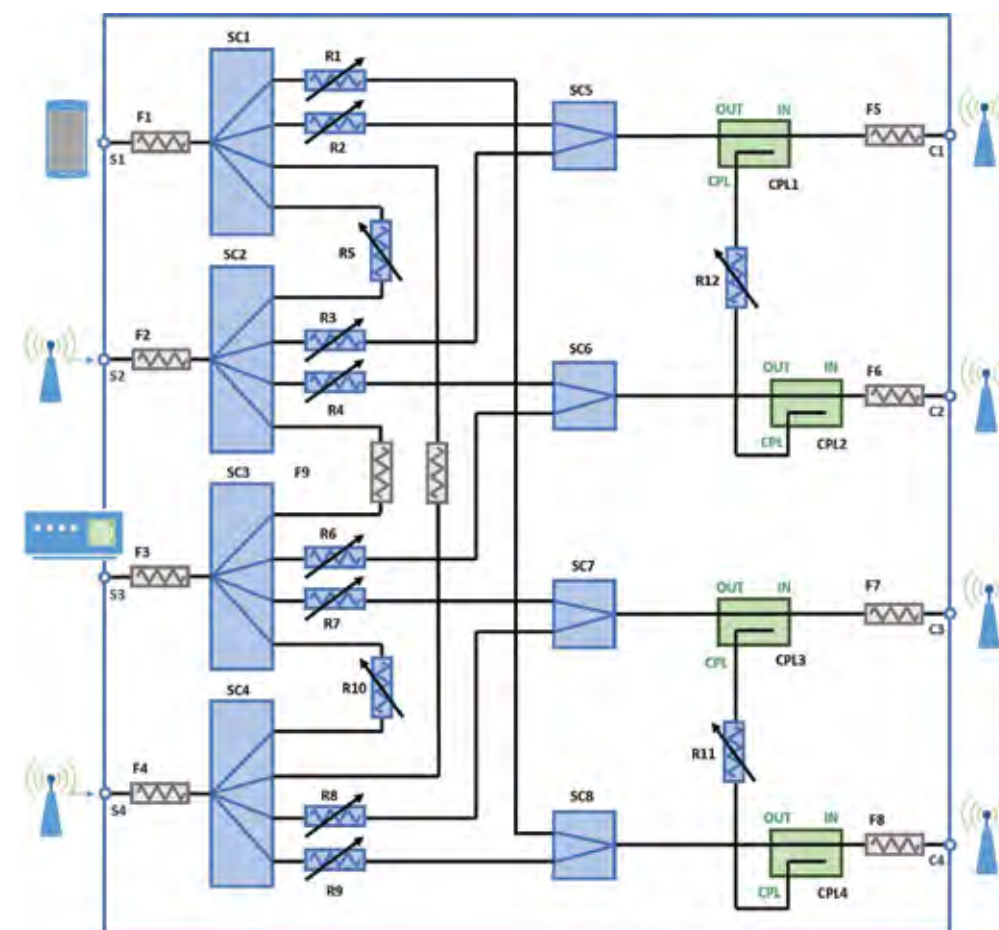 SC1
R1
SC5
OUT IN
F5
F1
S1
R2
C1
CPL
CPL1
R5
SC2
R12
F2
R3
SC6
OUT IN
F6
S2
R4
C2
CPL
CPL2
SC3
F9
F3
R6
SC7
OUT IN
F7
S3
R7
C3
CPL
CPL3
R10
SC4
R11
F4
R8
SC8
OUT IN
F8
S4
R9
C4
CPL
CPL4